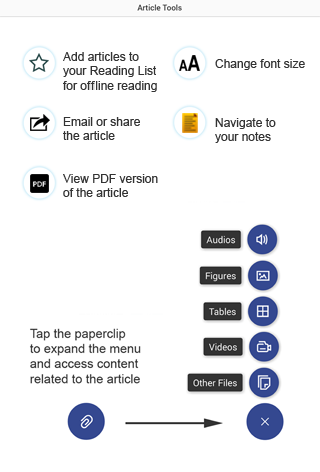 Article Tools
Add articles to
your Reading List
for offline reading
Change font size
AA
Email or share
the article
Navigate to
your notes
PDF
View PDF version
of the article
Audios
Figures
Tables
Videos
Other Files
Tap the paperclip
to expand the menu
and access content
related to the article